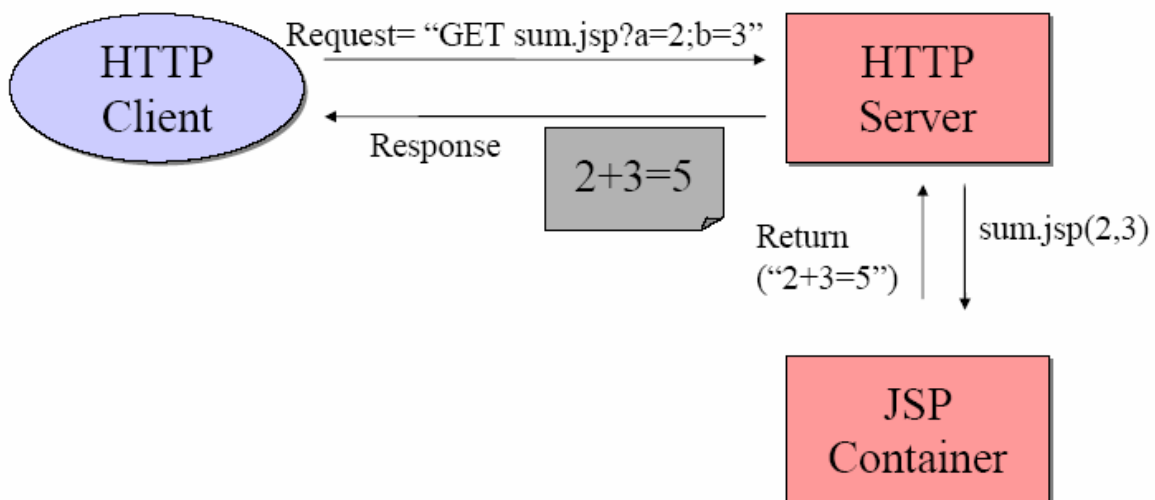 HTTP
Client
Request= “GET sum.jsp?a=2;b=3”
HTTP
Server
Response
2+3=5
Return
(“2+3=5”)
sum.jsp(2,3)
JSP
Container